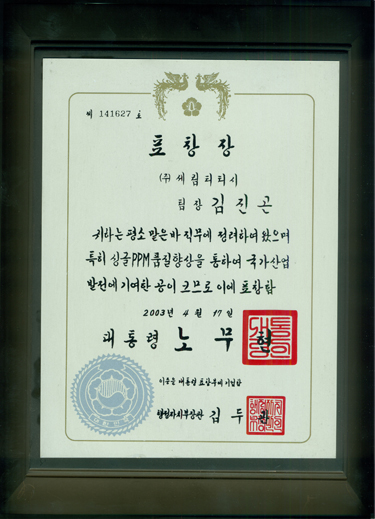 제 141627 호
표창장
(주)세림티티시
팀장 김진곤
귀하는 평소 맡은바 직무에 정려하여 왔으며
특히 싱글PPM품질향상을 통하여 국가산업
발전에 기여한 공이 크므로 이에 표창함
2003년 4월 17일
대통령 노무현
이증을 대통령 표창부에 기입함
행정자치부장관 김두관